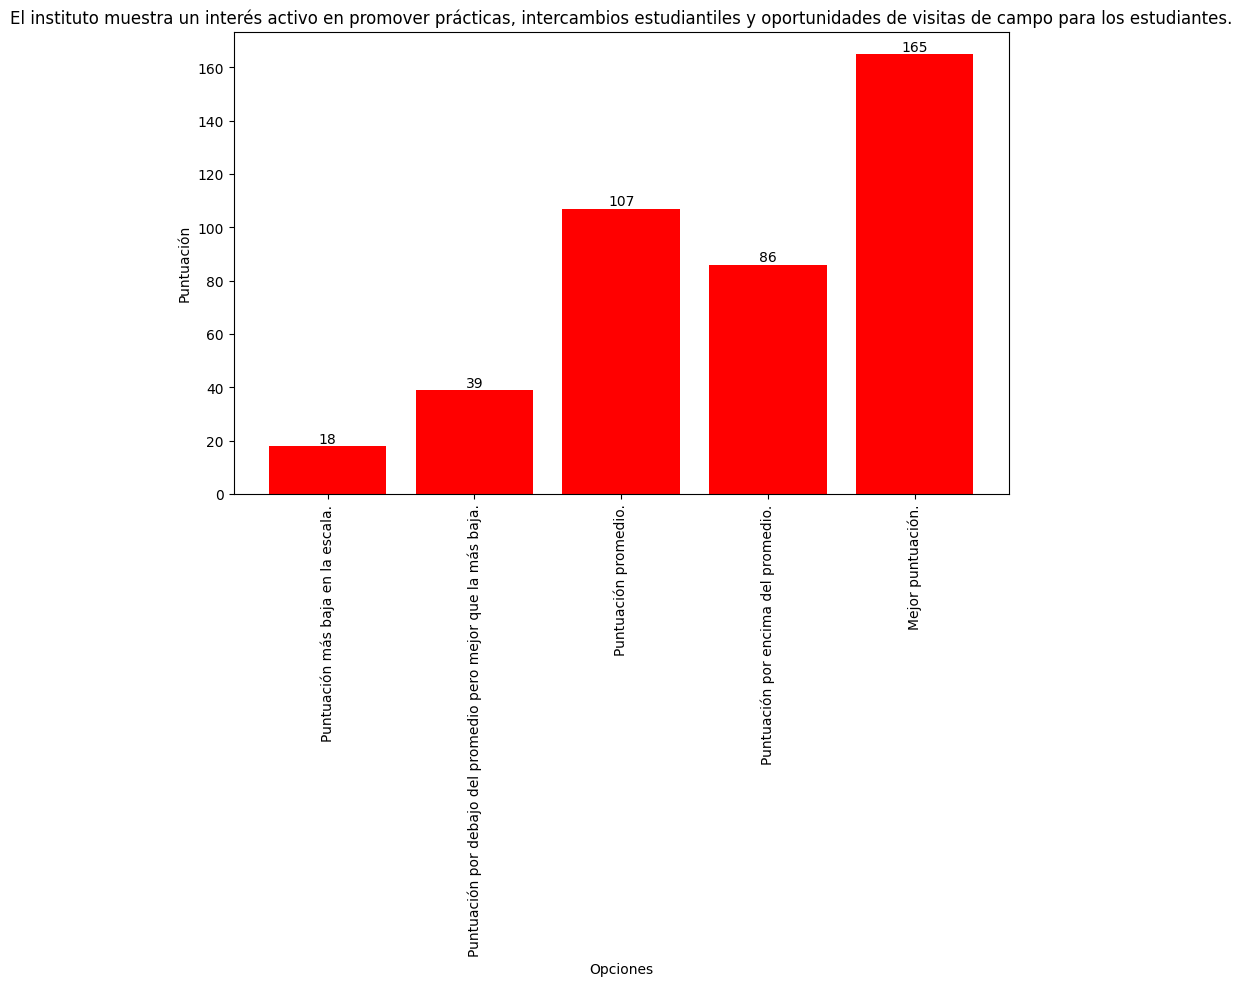 El instituto muestra un interés activo en promover prácticas, intercambios estudiantiles y oportunidades de visitas de campo para los estudiantes.
Puntuación
160
140
120
100
80
60
40
20
0
18
39
107
86
165
Puntuación más baja en la escala.
Puntuación por debajo del promedio pero mejor que la más baja.
Puntuación promedio.
Puntuación por encima del promedio.
Mejor puntuación.
Opciones